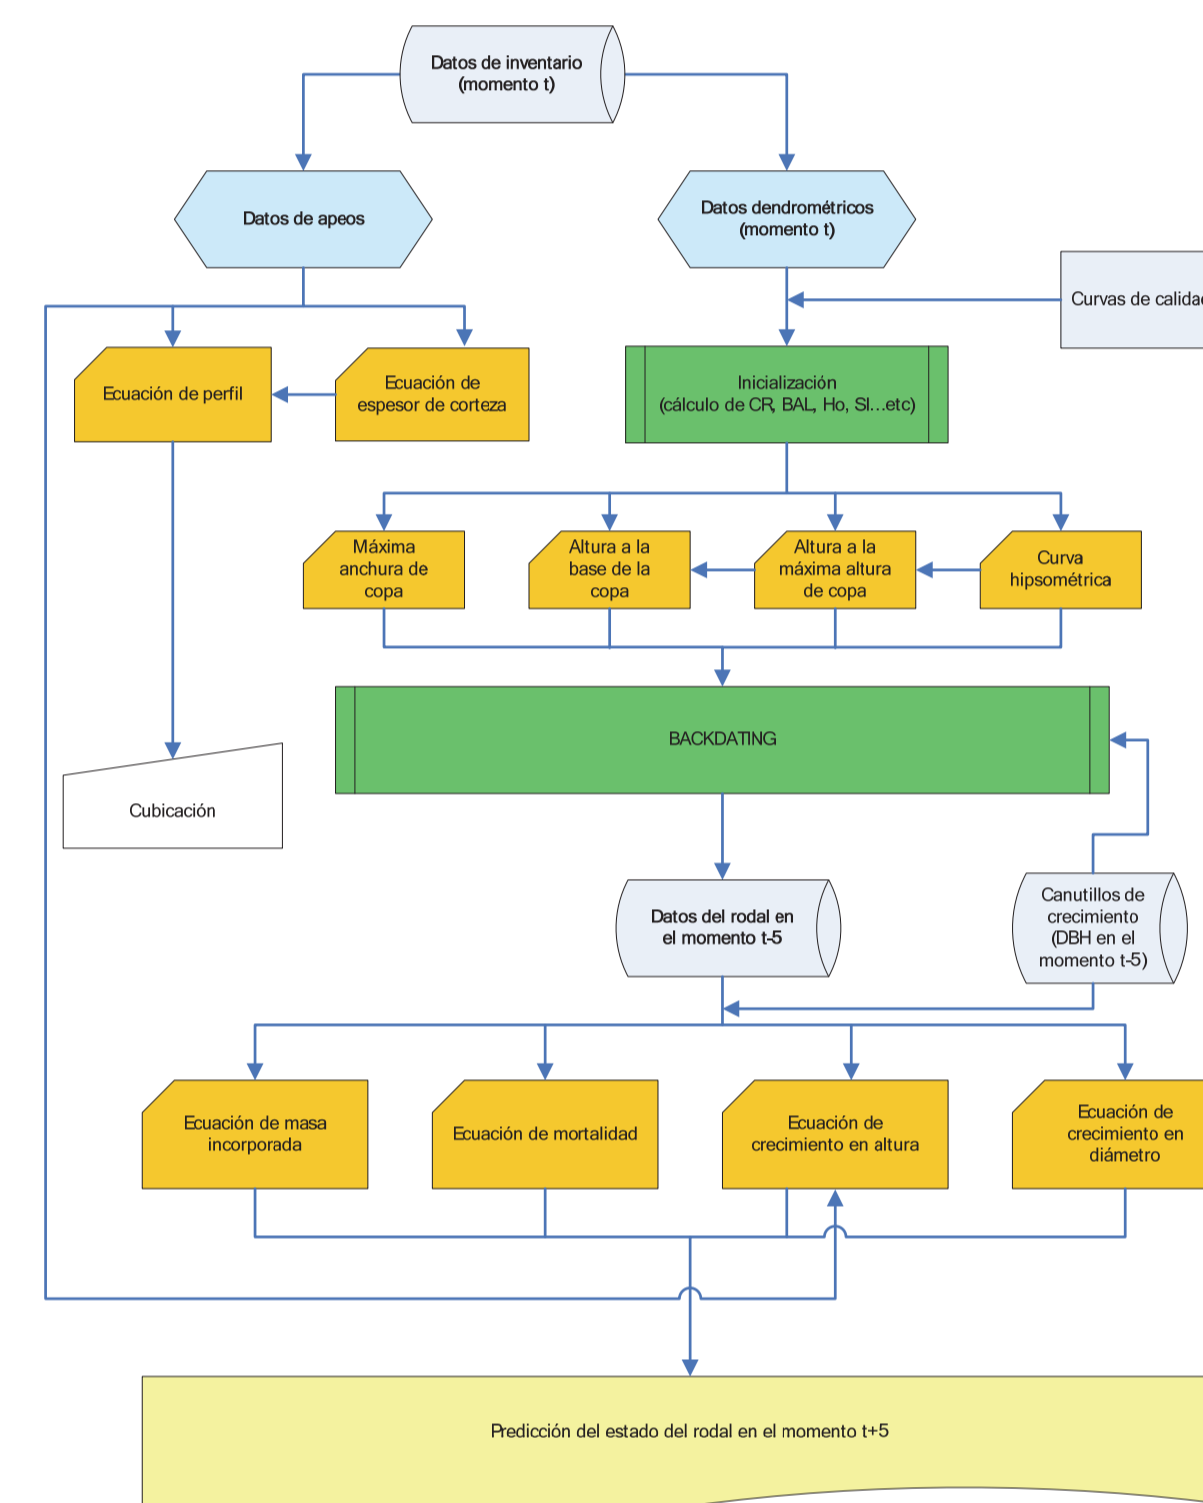 Datos de inventario
(momento t)
Datos de apeos
Datos dendrométricos
(momento t)
Curvas de calida
Ecuación de perfil
Ecuación de
espesor de corteza
Inicialización
(cálculo de CR, BAL, Ho, SI...etc)
Máxima
anchura de
copa
Altura a la
base de la
copa
Altura a la
máxima altura
de copa
Curva
hipsométrica
BACKDATING
Cubicación
Datos del rodal en
el momento t-5
Canutillos de
crecimiento
(DBH en el
momento t-5)
Ecuación de masa
incorporada
Ecuación de mortalidad
Ecuación de
crecimiento en altura
Ecuación de
crecimiento en
diámetro
Predicción del estado del rodal en el momento t+5